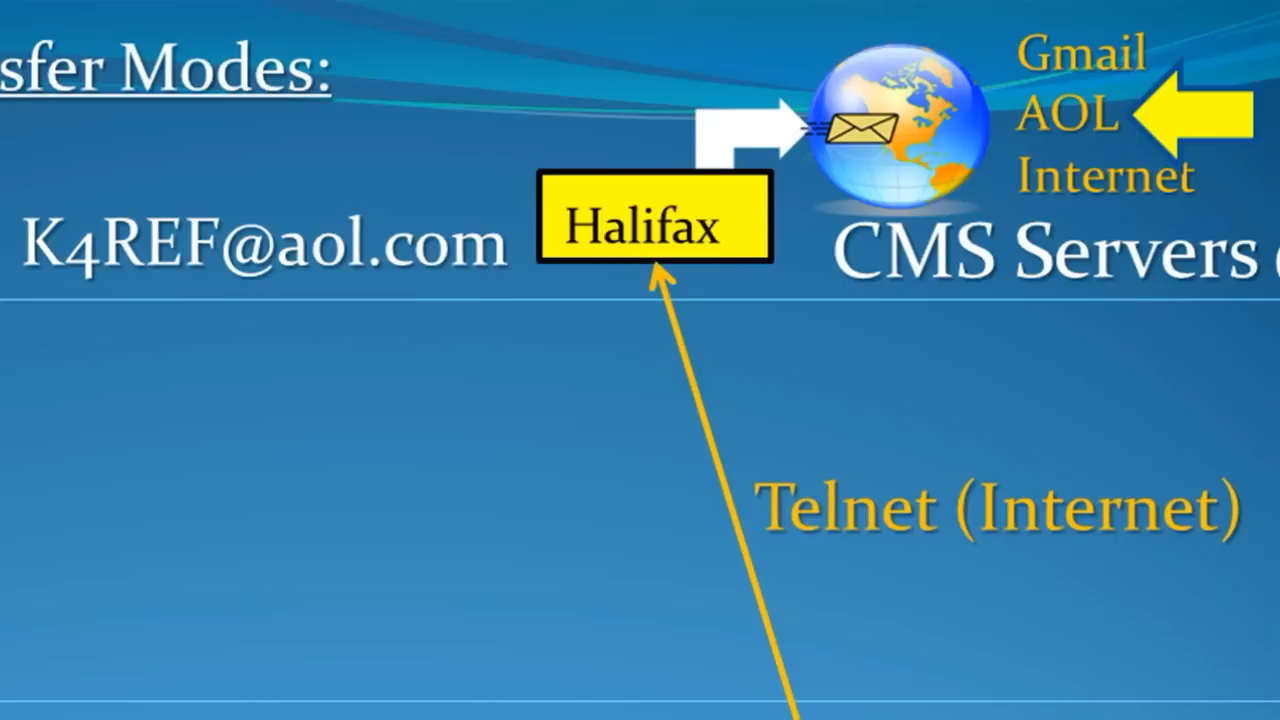 sfer Modes:
Gmail
AOL
Internet
K4REF@aol.com
Halifax
CMS Servers
Telnet (Internet)